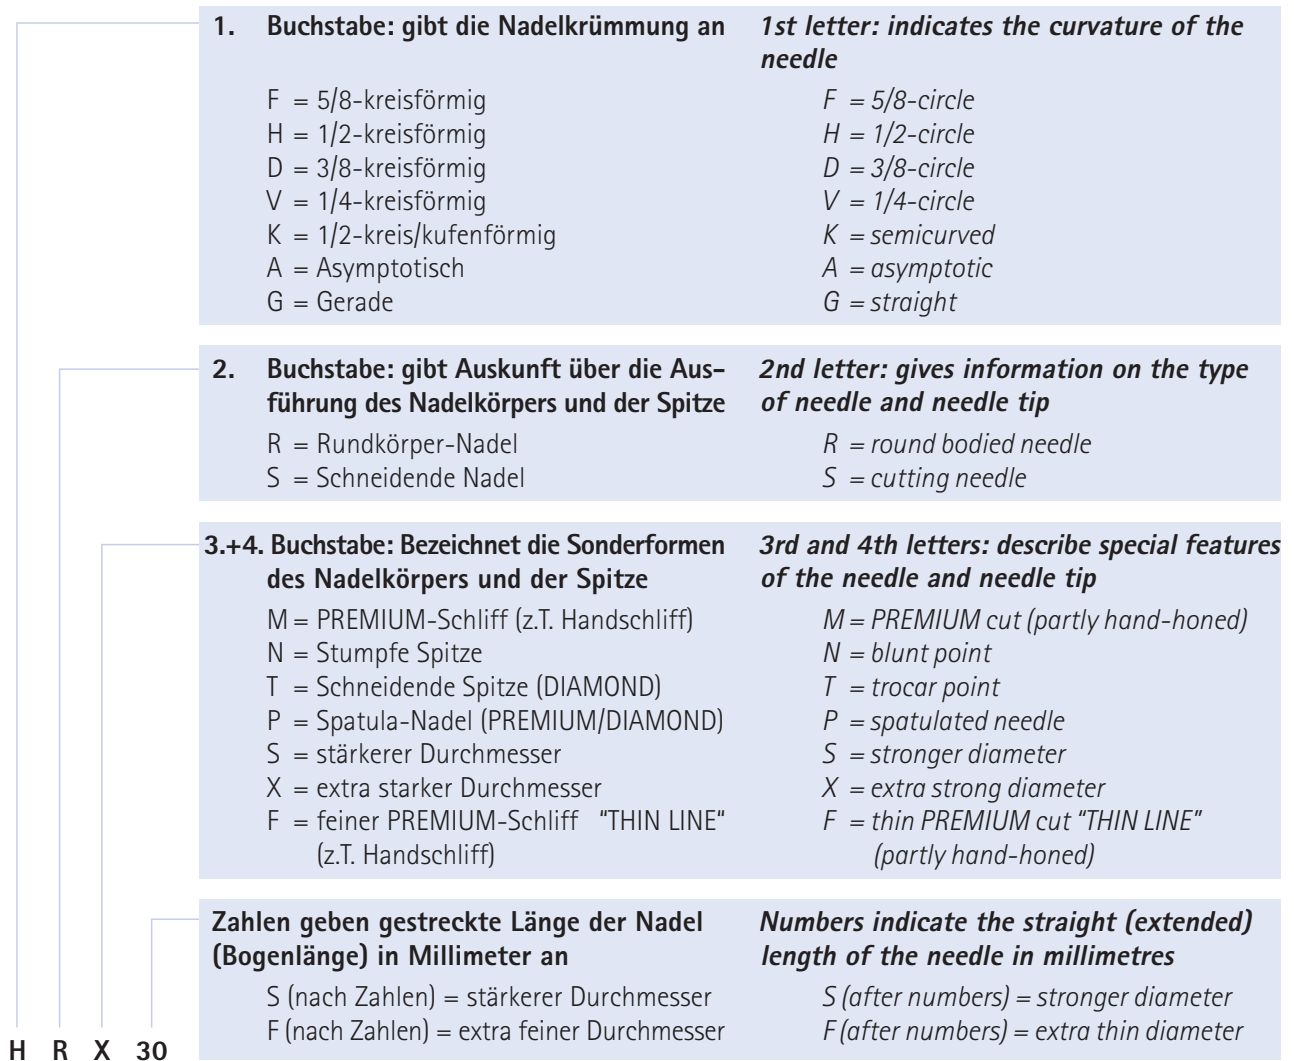 1. Buchstabe: gibt die Nadelkrümmung an
F = 5/8-kreisförmig
H = 1/2-kreisförmig
D = 3/8-kreisförmig
V = 1/4-kreisförmig
K = 1/2-kreis/kufenförmig
A = Asymptotisch
G = Gerade
1st letter: indicates the curvature of the
needle
F = 5/8-circle
H = 1/2-circle
D = 3/8-circle
V = 1/4-circle
K = semicurved
A = asymptotic
G = straight
2. Buchstabe: gibt Auskunft über die Aus-
führung des Nadelkörpers und der Spitze
R = Rundkörper-Nadel
S = Schneidende Nadel
2nd letter: gives information on the type
of needle and needle tip
R = round bodied needle
S = cutting needle
3.+4. Buchstabe: Bezeichnet die Sonderformen
des Nadelkörpers und der Spitze
M = PREMIUM-Schliff (z.T. Handschliff)
N = Stumpfe Spitze
T = Schneidende Spitze (DIAMOND)
P = Spatula-Nadel (PREMIUM/DIAMOND)
S = stärkerer Durchmesser
X = extra starker Durchmesser
F = feiner PREMIUM-Schliff "THIN LINE"
(z.T. Handschliff)
3rd and 4th letters: describe special features
of the needle and needle tip
M = PREMIUM cut (partly hand-honed)
N = blunt point
T = trocar point
P = spatulated needle
S = stronger diameter
X = extra strong diameter
F = thin PREMIUM cut "THIN LINE"
(partly hand-honed)
Zahlen geben gestreckte Länge der Nadel
(Bogenlänge) in Millimeter an
S (nach Zahlen) = stärkerer Durchmesser
F (nach Zahlen) = extra feiner Durchmesser
Numbers indicate the straight (extended)
length of the needle in millimetres
S (after numbers) = stronger diameter
F (after numbers) = extra thin diameter
H R X 30